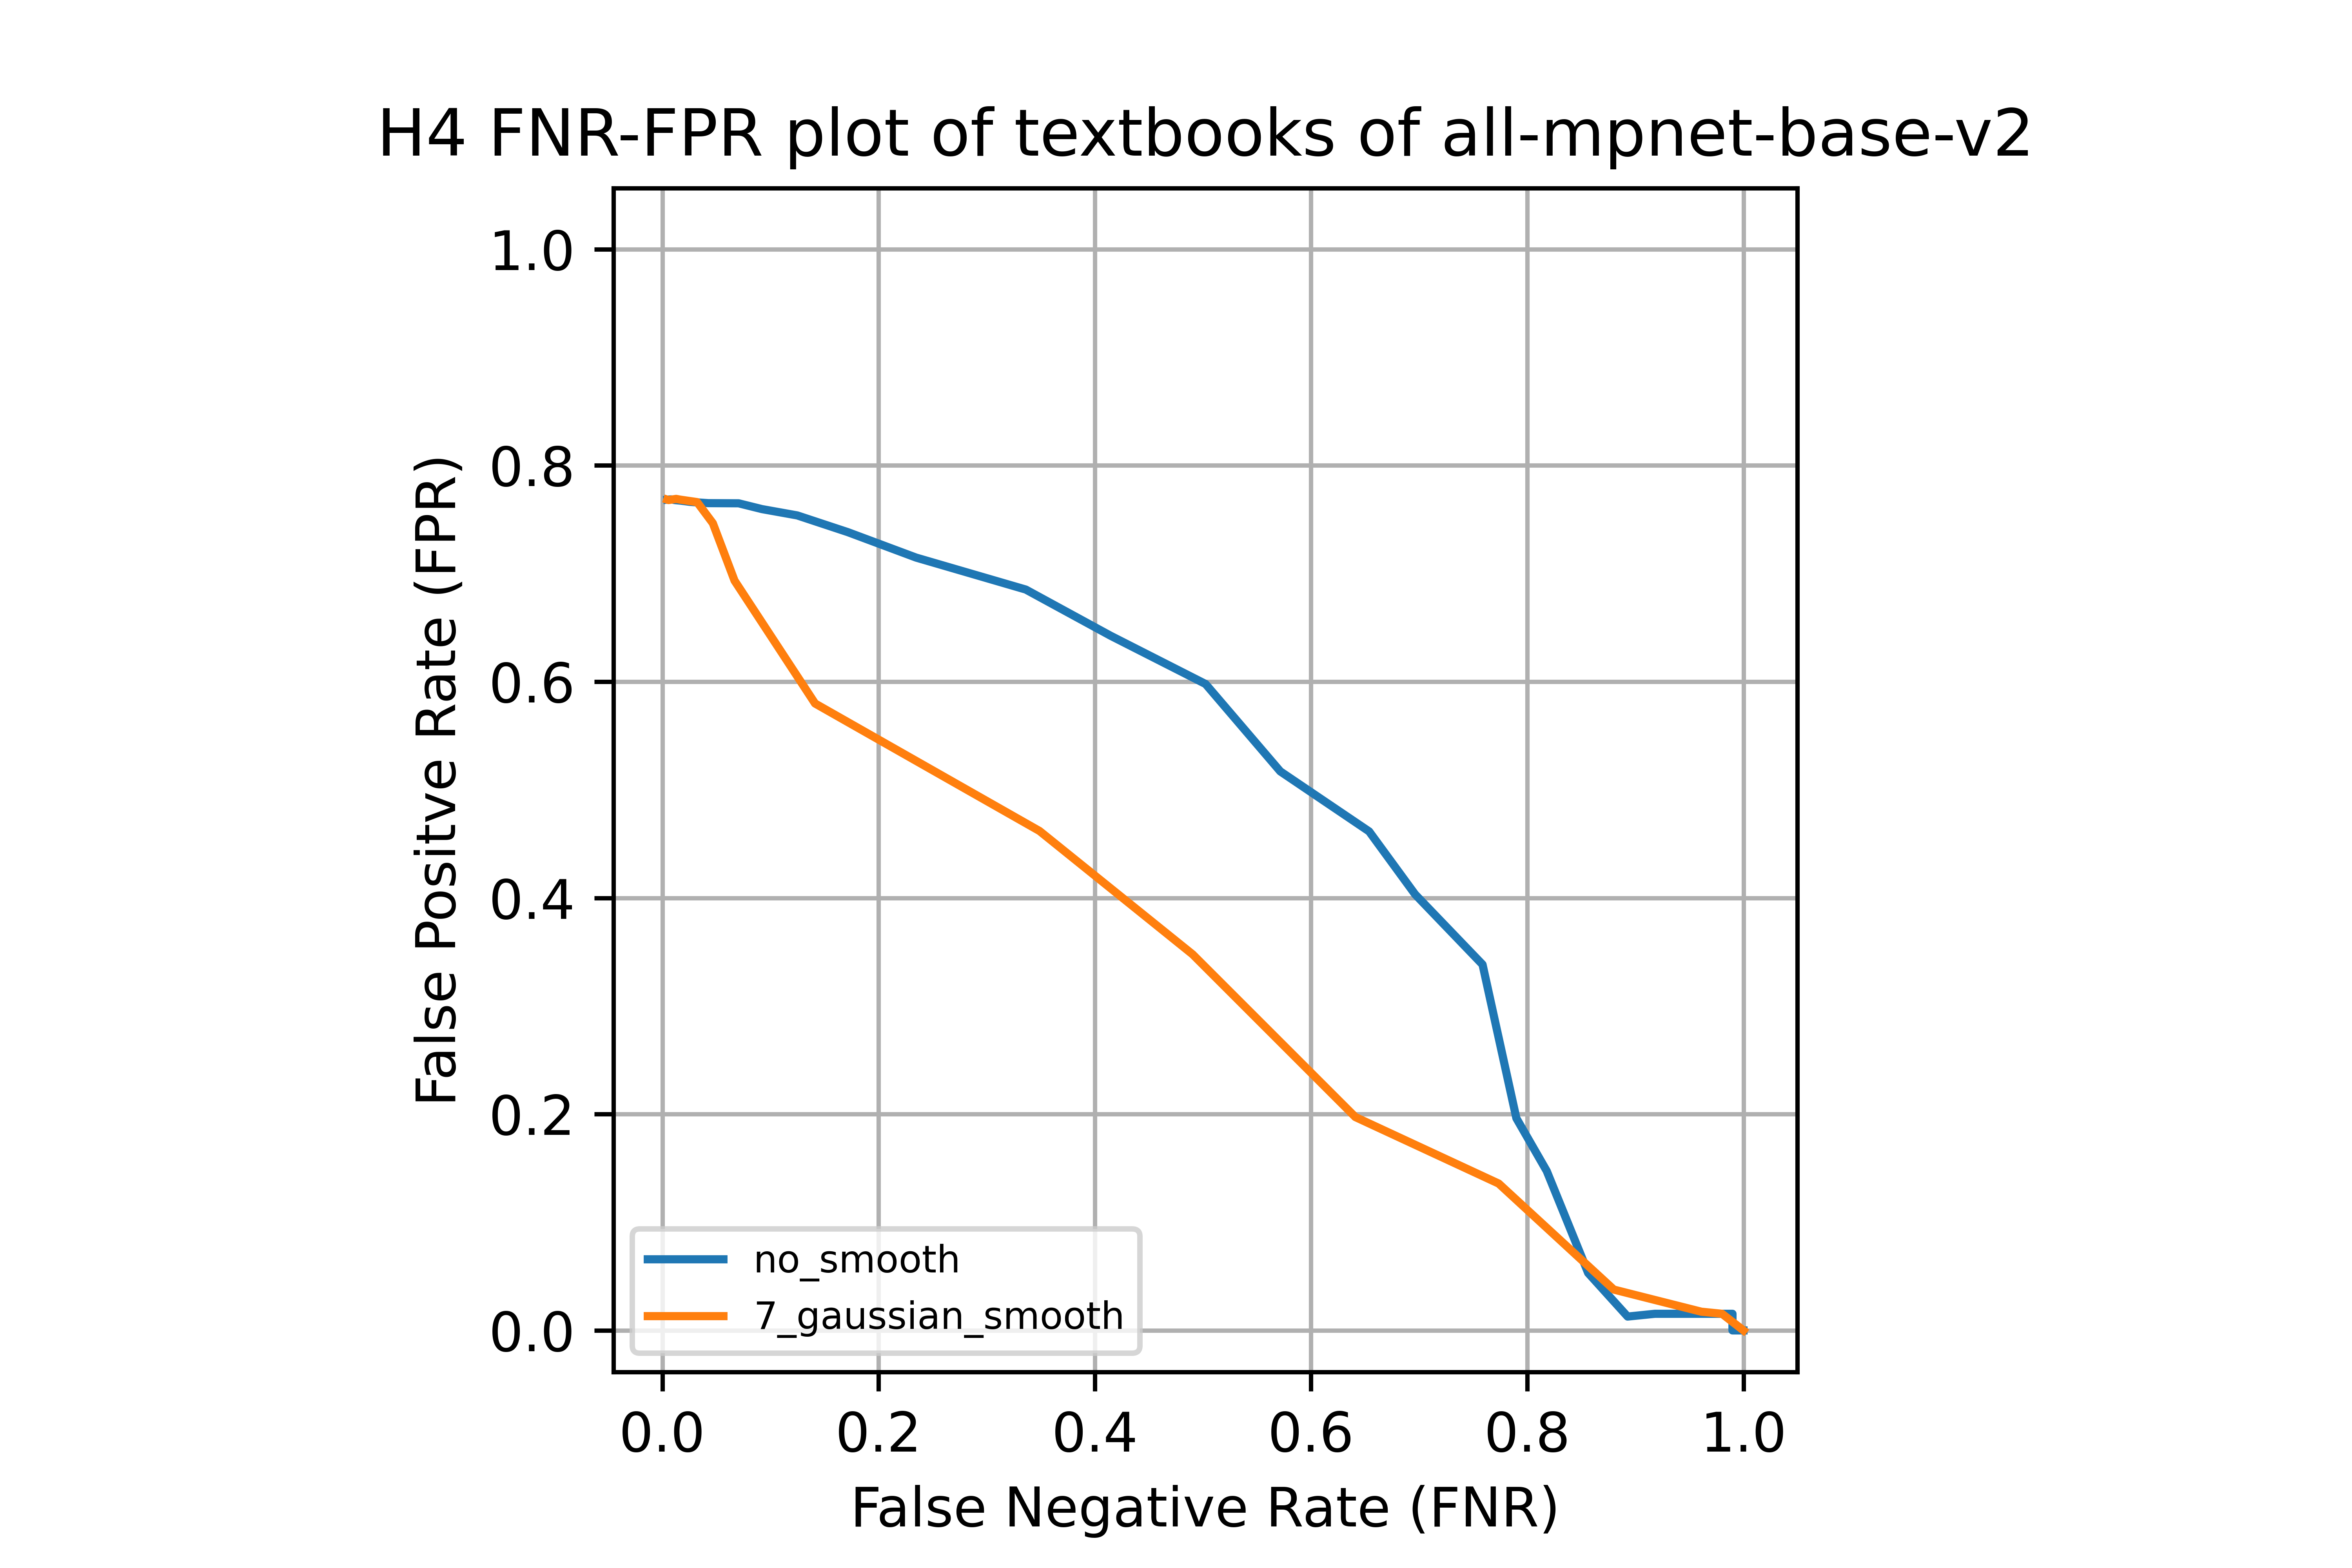 H4 FNR-FPR plot of textbooks of all-mpnet-base-v2
False Positve Rate (FPR)
1.0
0.8
0.6
0.4
0.2
0.0
no_smooth
7_gaussian_smooth
0.0 0.2 0.4 0.6 0.8 1.0
False Negative Rate (FNR)